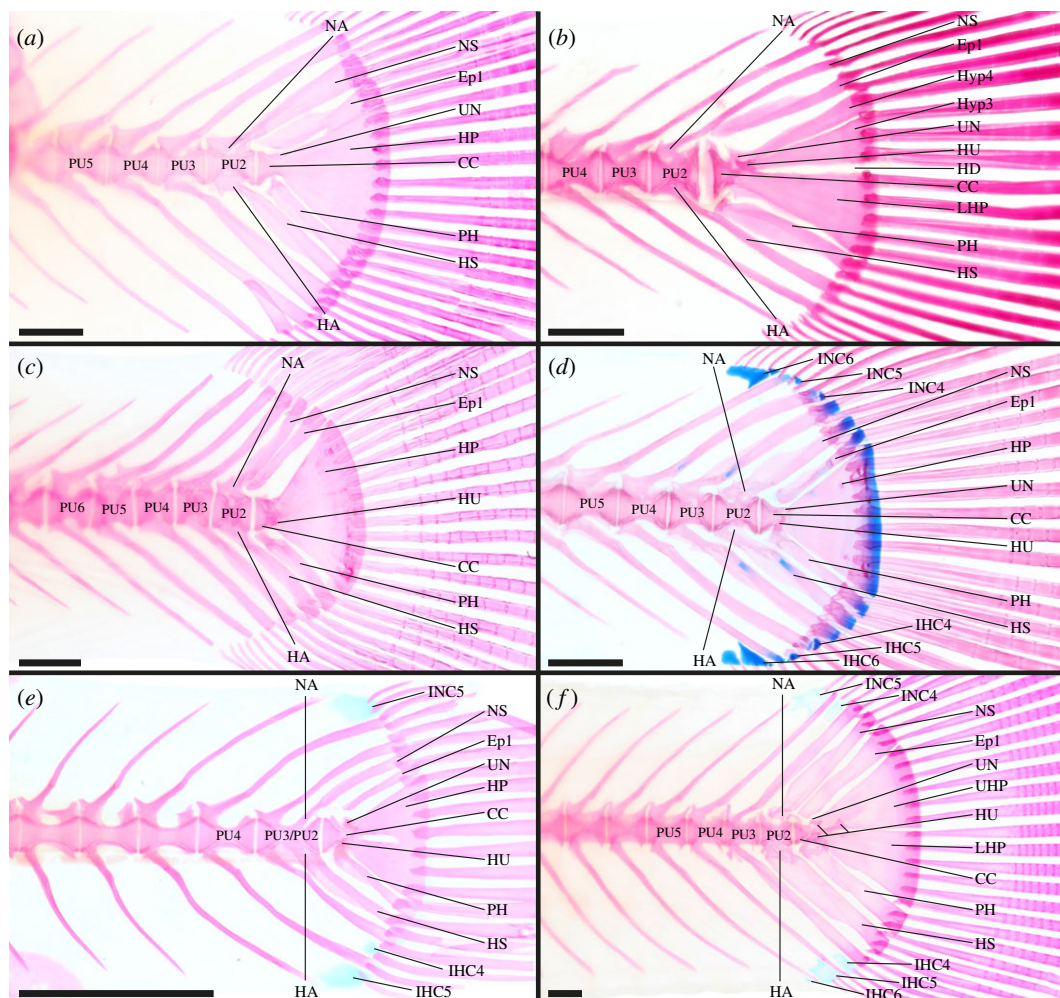 (a)
NA
NS
Ep1
UN
HP
CC
PU5 PU4 PU3 PU2
PH
HS
HA
(b)
NA
NS
Ep1
Hyp4
Hyp3
UN
HU
HD
CC
LHP
PU4 PU3 PU2
PH
HS
HA
(c)
NA
NS
Ep1
HP
HU
PU6 PU5 PU4 PU3 PU2
CC
PH
HS
HA
(d)
NA
INC6
INC5
INC4
NS
Ep1
HP
UN
CC
HU
PU5 PU4 PU3 PU2
PH
HS
HA
IHC4
IHC5
IHC6
(e)
NA
INC5
NS
Ep1
UN
HP
CC
HU
PU4 PU3/PU2
PH
HS
HA
IHC4
IHC5
(f)
NA
INC5
INC4
NS
Ep1
UN
UHP
HU
LHP
CC
PU5 PU4 PU3 PU2
PH
HS
HA
IHC4
IHC5
IHC6